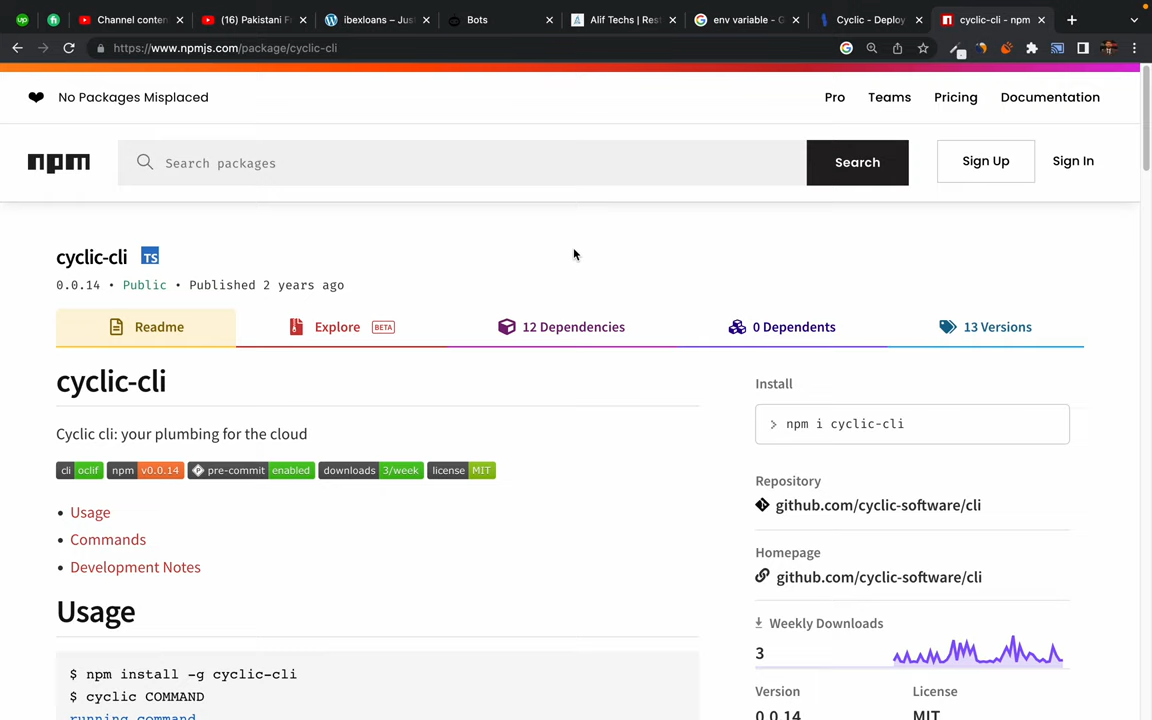 Channel conten
(16) Pakistani F
ibexloans – Jus
Bots
Alif Techs | Res
env variable - G
Cyclic - Deploy
cyclic-cli - npm
https://www.npmjs.com/package/cyclic-cli
No Packages Misplaced
Pro
Teams
Pricing
Documentation
npm
Search packages
Search
Sign Up
Sign In
cyclic-cli TS
0.0.14 • Public • Published 2 years ago
Readme
Explore BETA
12 Dependencies
0 Dependents
13 Versions
cyclic-cli
Cyclic cli: your plumbing for the cloud
cli oclif npm v0.0.14 pre-commit enabled downloads 3/week license MIT
• Usage
• Commands
• Development Notes
Usage
$ npm install -g cyclic-cli
$ cyclic COMMAND
running command
Install
> npm i cyclic-cli
Repository
github.com/cyclic-software/cli
Homepage
github.com/cyclic-software/cli
Weekly Downloads
3
Version
License
0.0.14
MIT